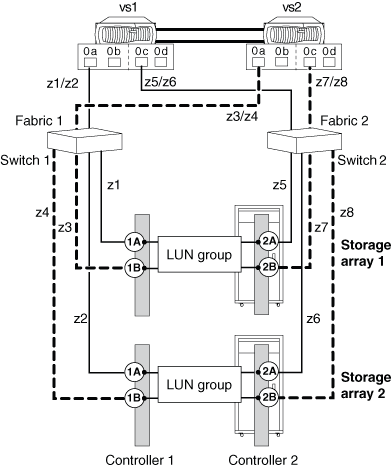 vs1 vs2
0a 0b 0c 0d 0a 0b 0c 0d
z1/z2 z5/z6 z7/z8
z3/z4
Fabric 1 Fabric 2
Switch 1 Switch 2
z4 z1 z5 z8
z3 z7
1A LUN group 2A Storage
1B 2B array 1
z2 z6
1A LUN group 2A Storage
1B 2B array 2
Controller 1 Controller 2